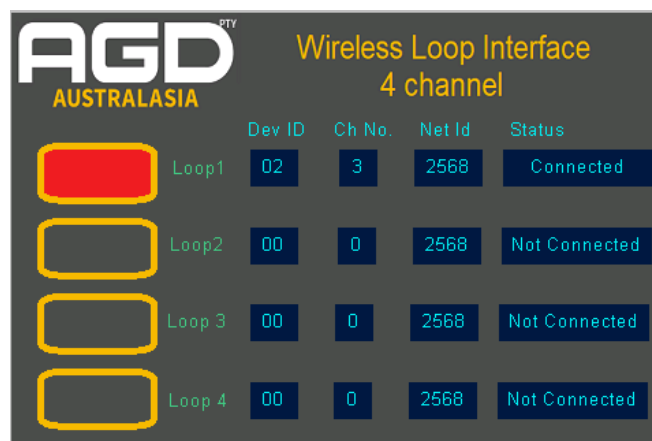 AGD PTY
AUSTRALASIA
Wireless Loop Interface
4 channel
Dev ID Ch No. Net Id Status
Loop1 02 3 2568 Connected
Loop2 00 0 2568 Not Connected
Loop 3 00 0 2568 Not Connected
Loop 4 00 0 2568 Not Connected